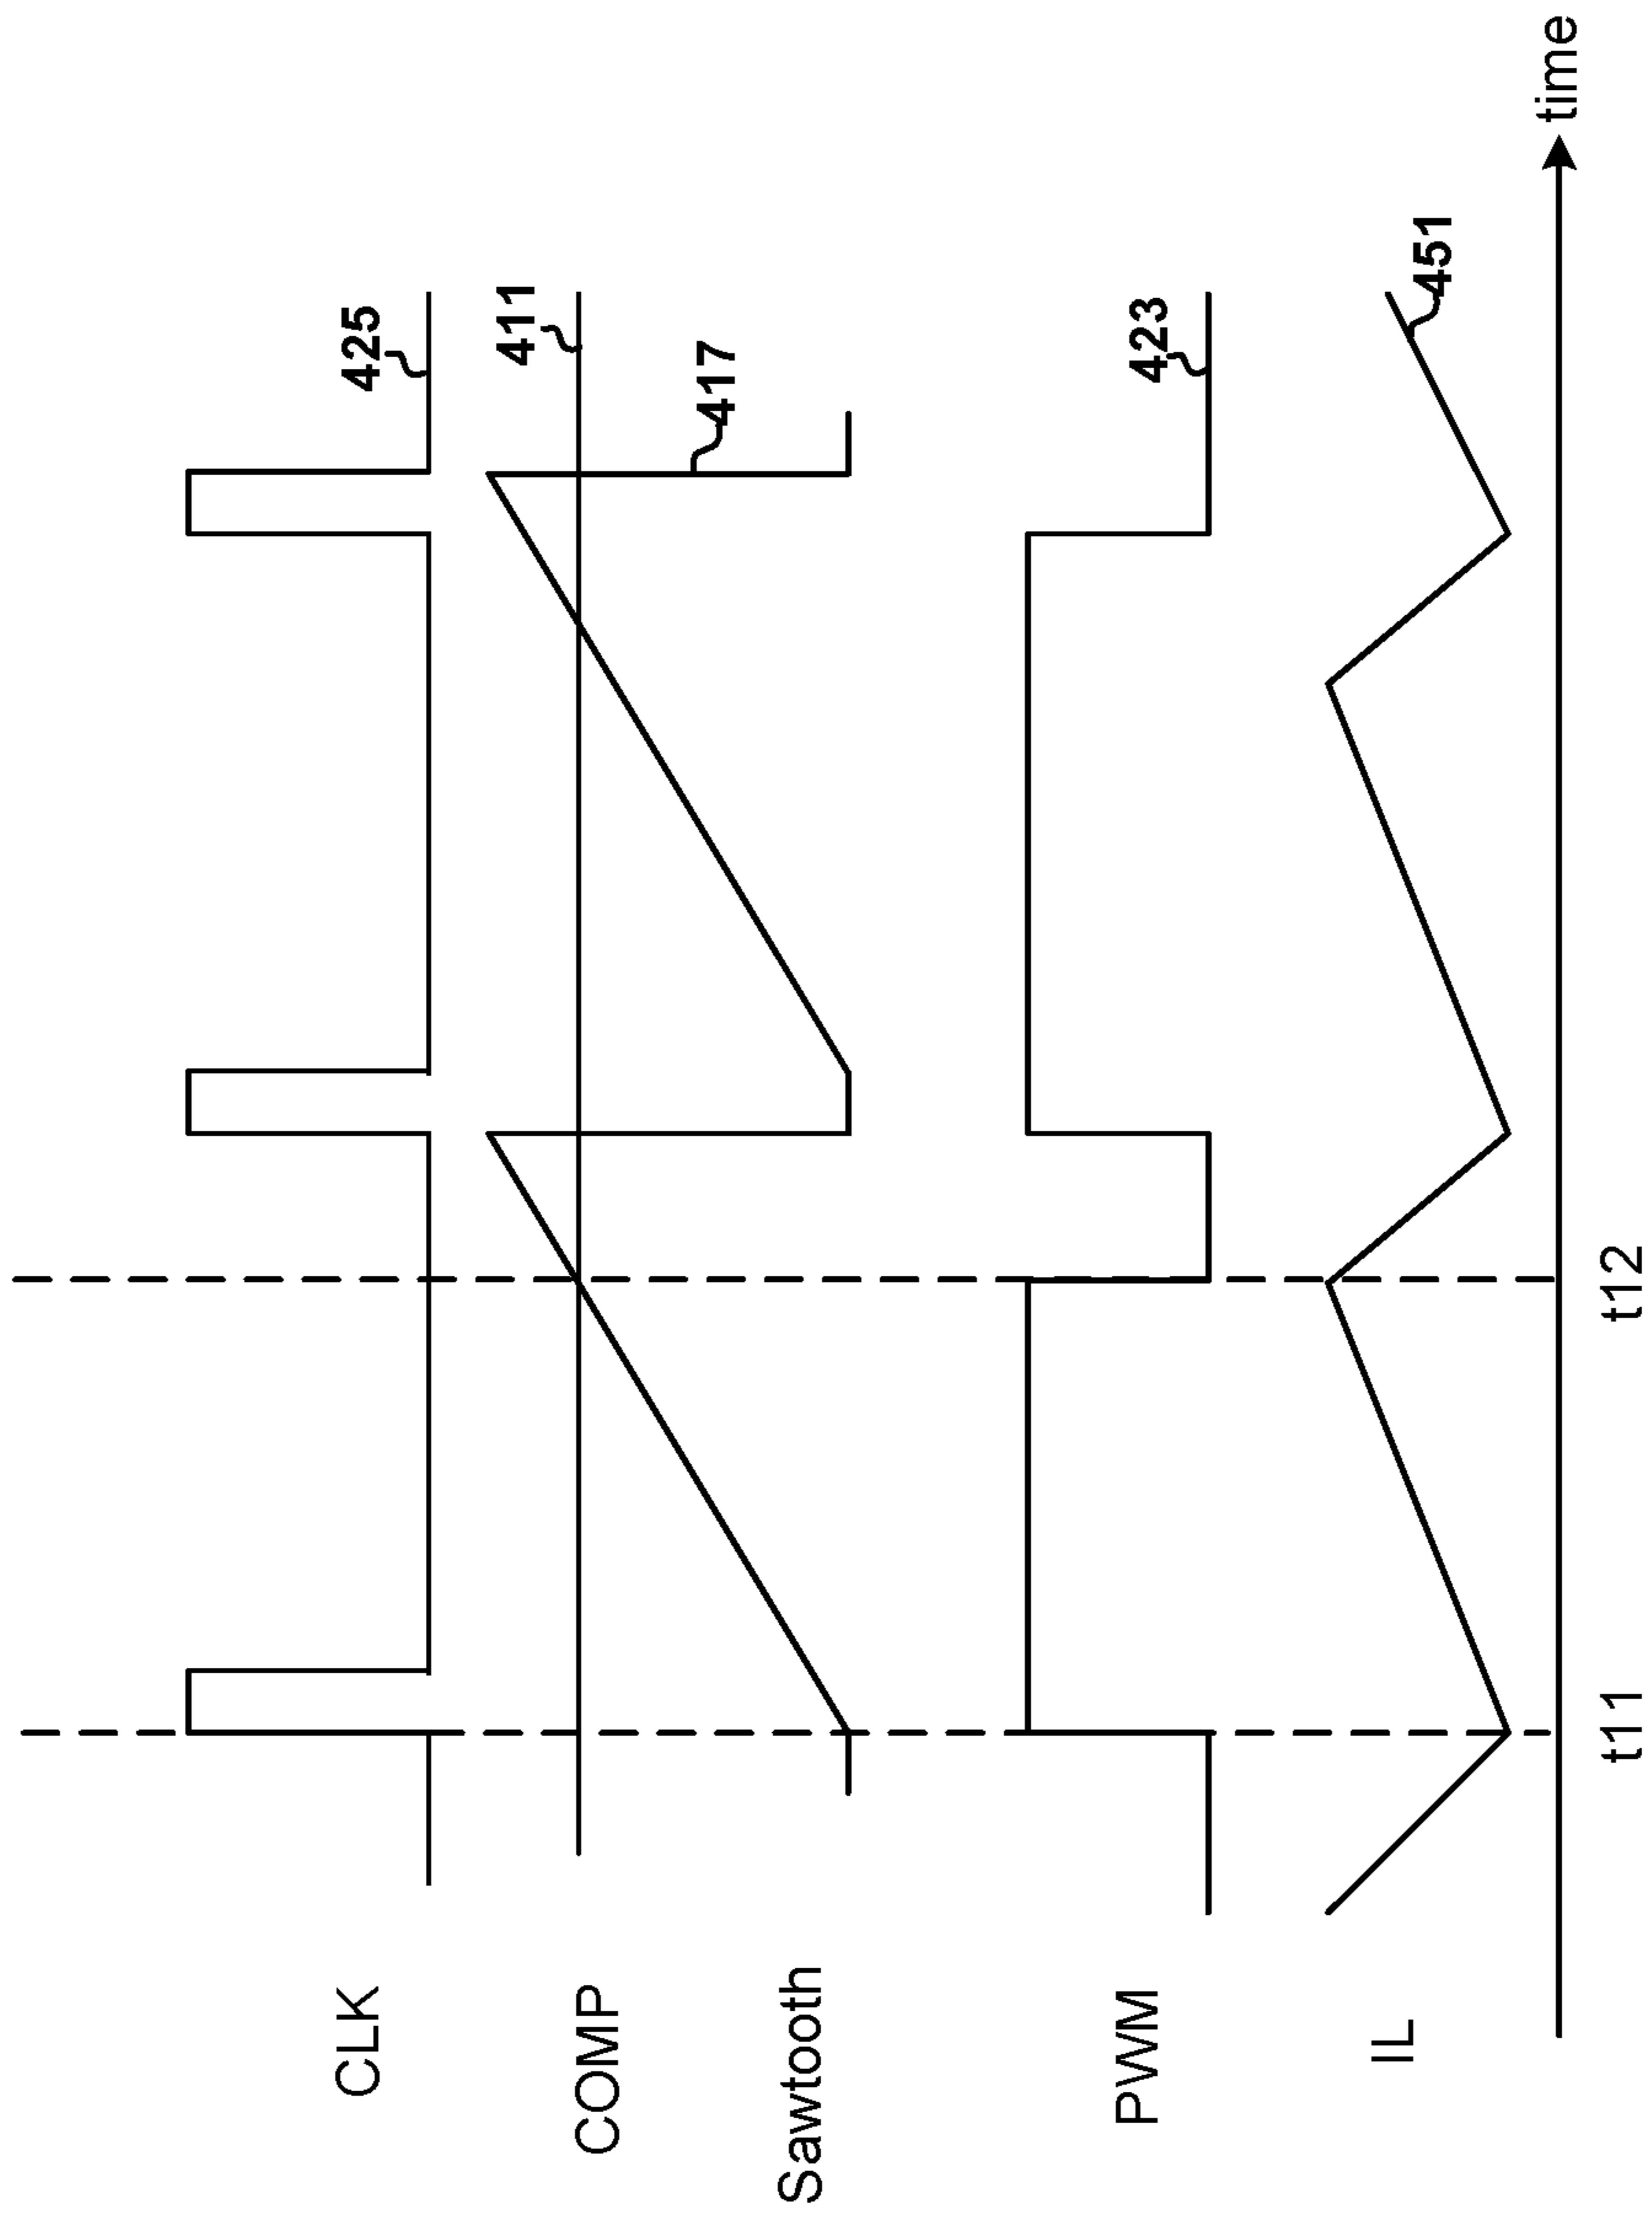 CLK
425
COMP
411
Sawtooth
417
PWM
423
IL
451
time
t11
t12